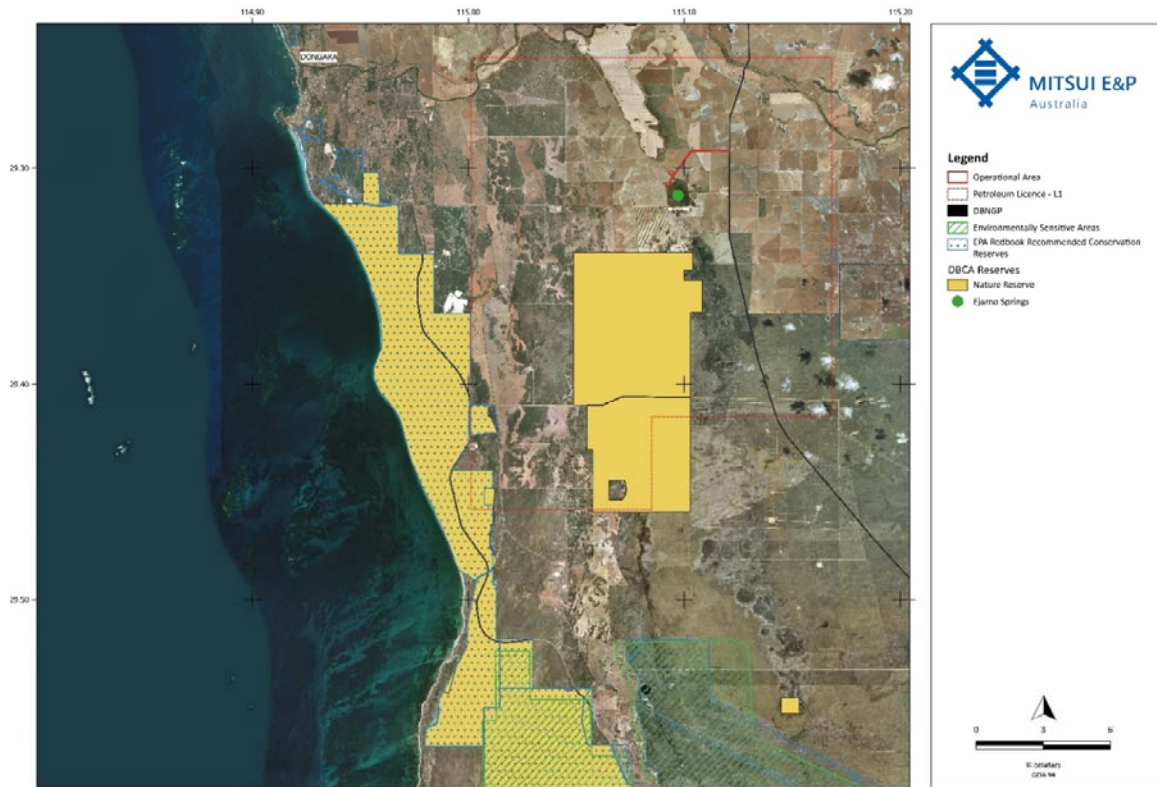 114.90 115.00 115.10 115.20
DONGARA
29.30
29.40
29.50
MITSUI E&P
Australia
Legend
Operational Area
Petroleum Licence - L1
DBNGP
Environmentally Sensitive Areas
EPA Redbook Recommended Conservation
Reserves
DBCA Reserves
Nature Reserve
Ejarno Springs
0 3 6
Kilometers
GDA 94